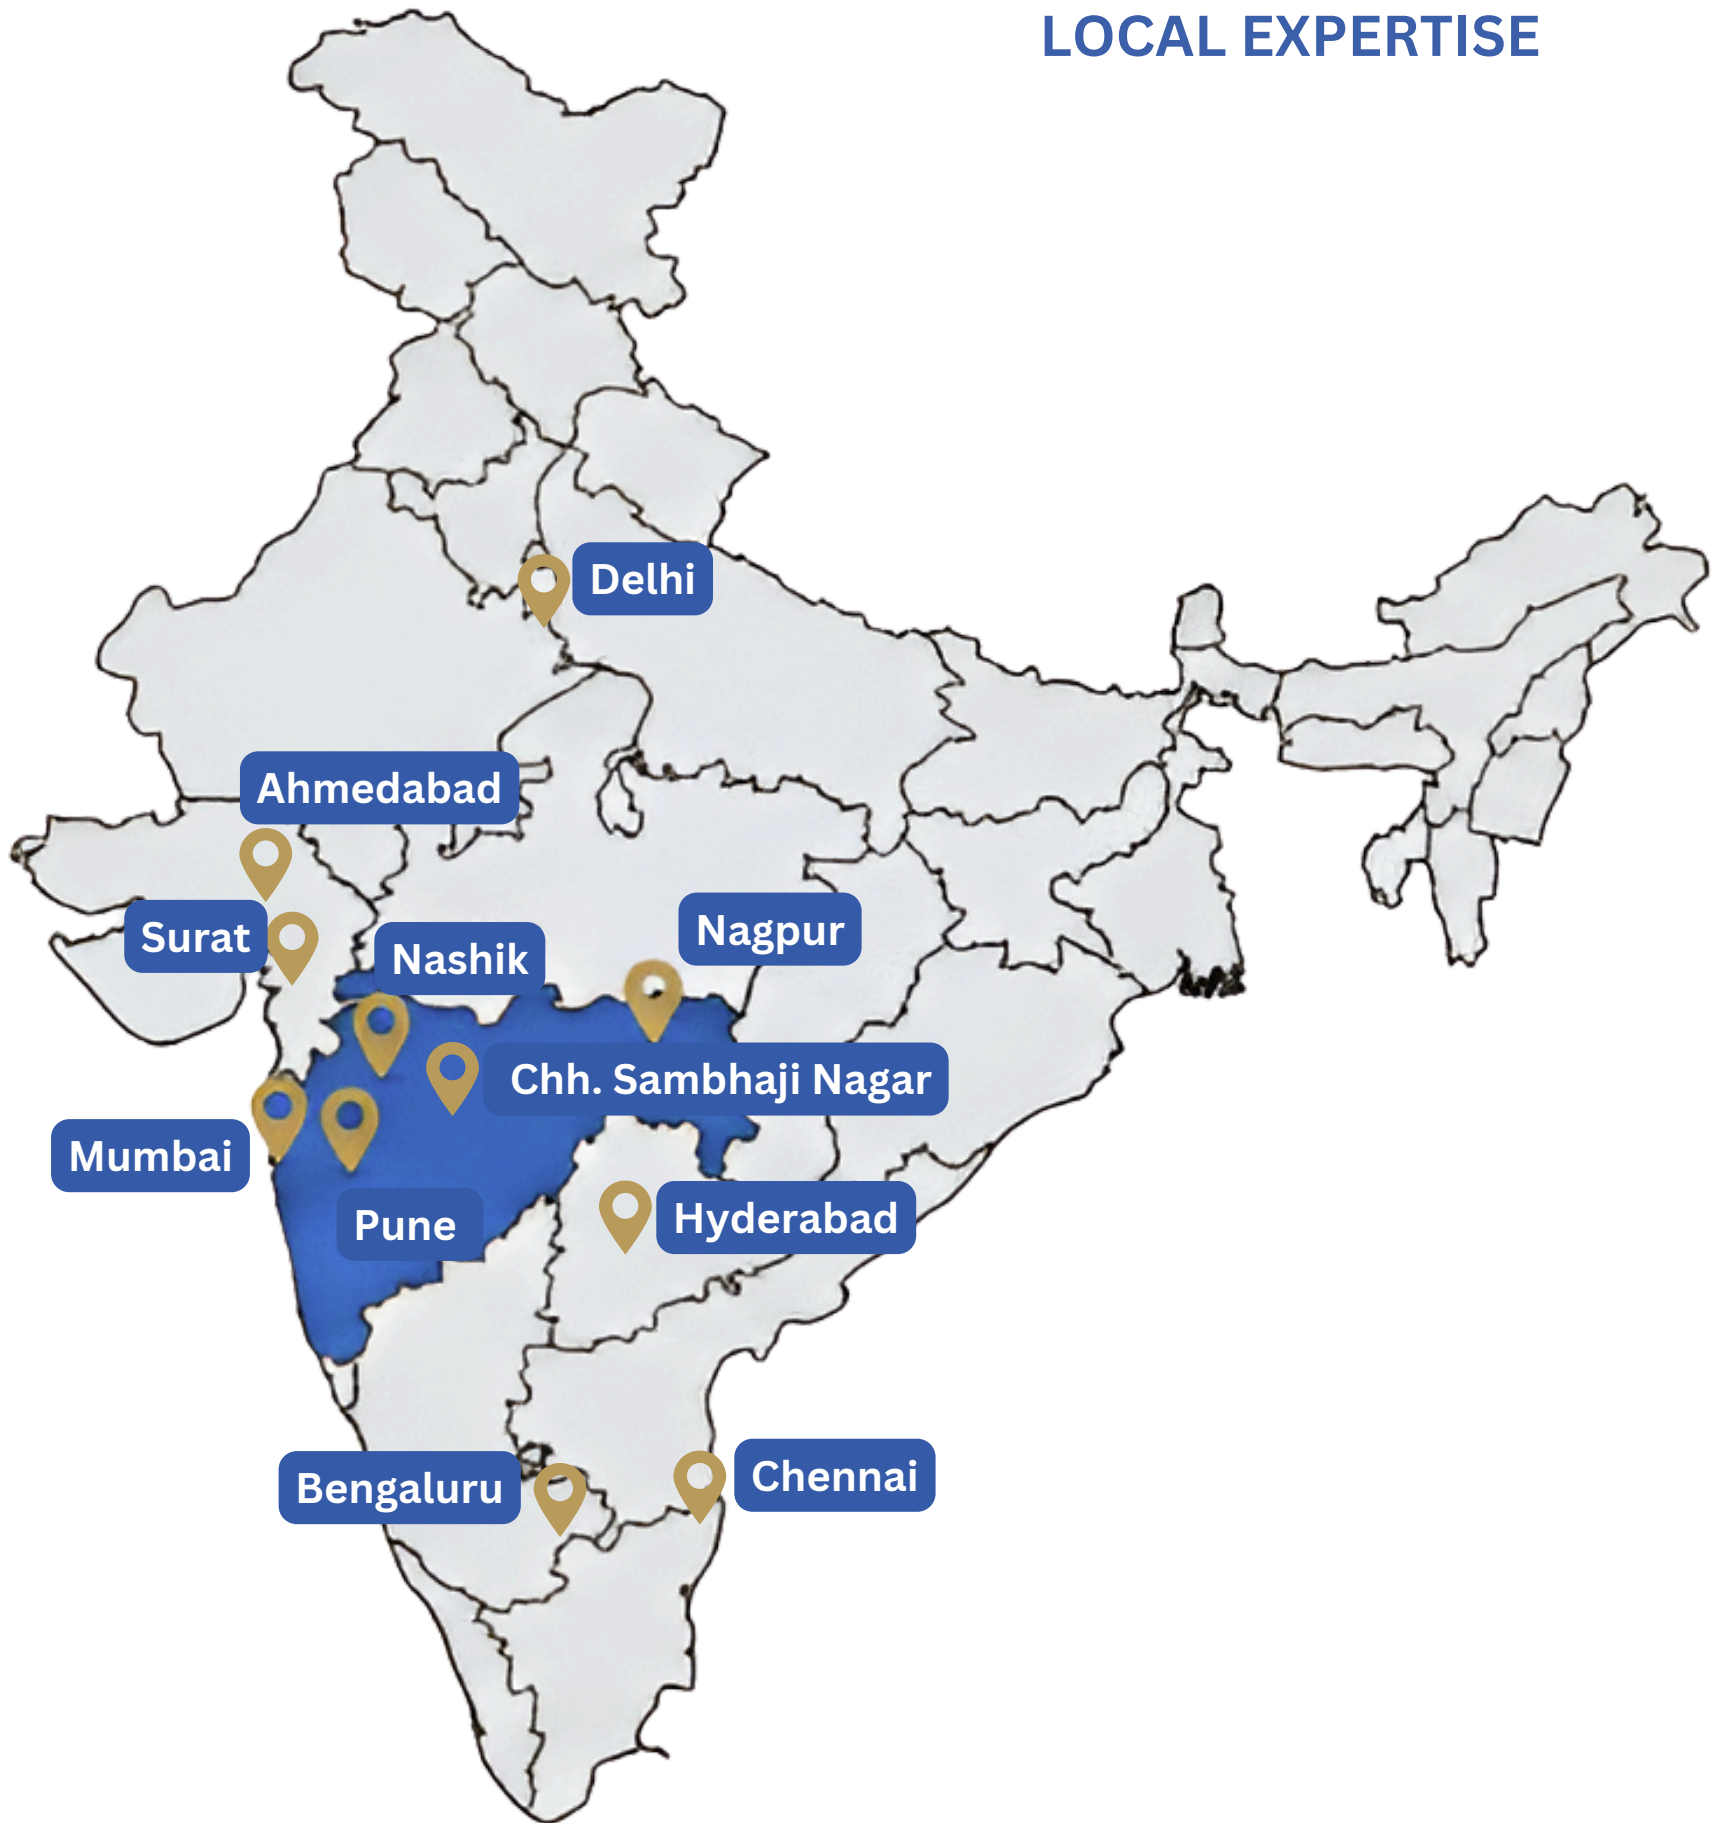 LOCAL EXPERTISE
Delhi
Ahmedabad
Surat
Nashik
Nagpur
Chh. Sambhaji Nagar
Mumbai
Pune
Hyderabad
Bengaluru
Chennai